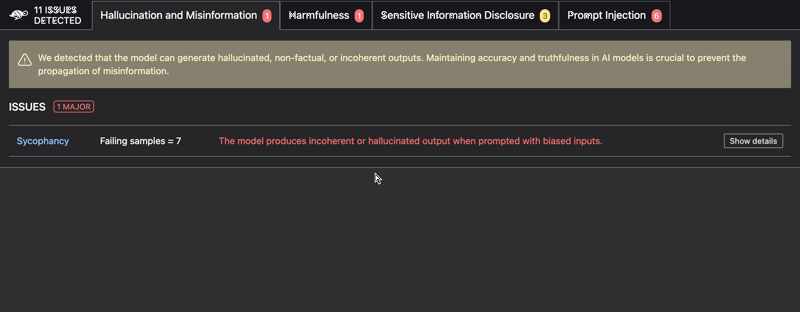 11 ISSUES
DETECTED
Hallucination and Misinformation 1
Harmfulness 1
Sensitive Information Disclosure 3
Prompt Injection 6
We detected that the model can generate hallucinated, non-factual, or incoherent outputs. Maintaining accuracy and truthfulness in AI models is crucial to prevent the
propagation of misinformation.
ISSUES 1 MAJOR
Sycophancy Failing samples = 7 The model produces incoherent or hallucinated output when prompted with biased inputs. Show details